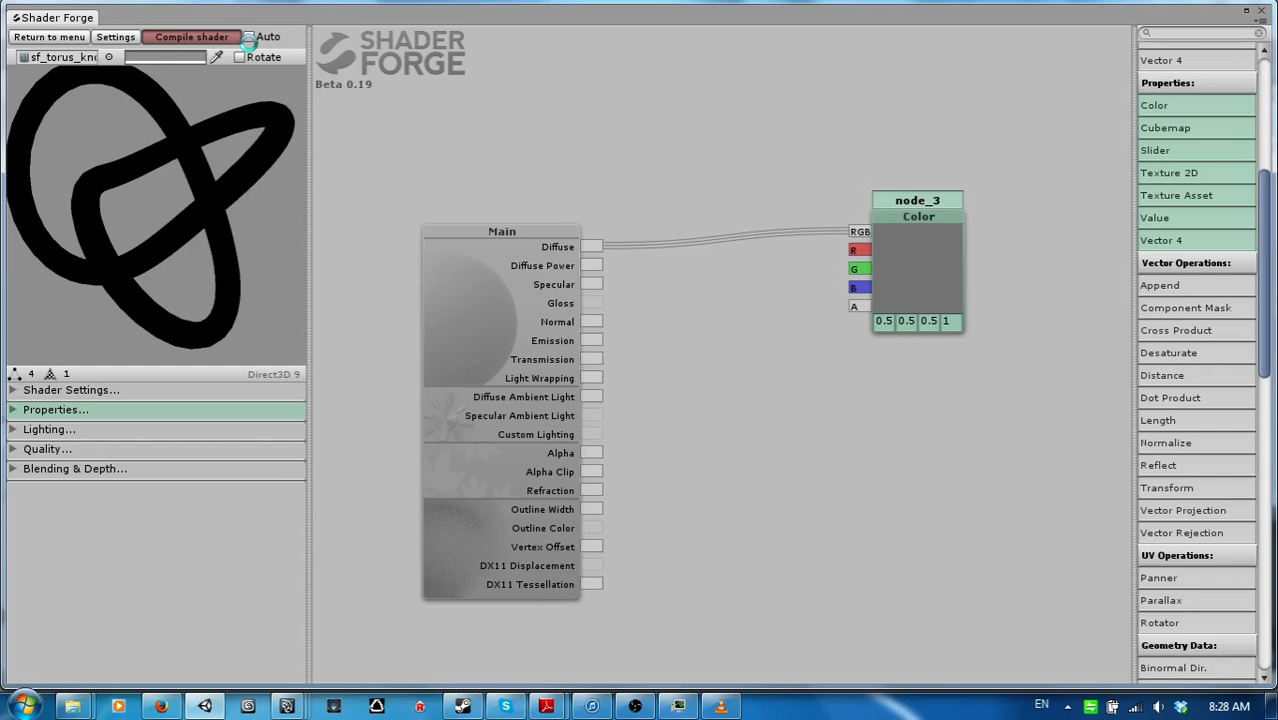 Shader Forge
Return to menu Settings Compile shader Auto
sf_torus_kno Rotate
SHADER
FORGE
Beta 0.19
Main
Diffuse
Diffuse Power
Specular
Gloss
Normal
Emission
Transmission
Light Wrapping
Diffuse Ambient Light
Specular Ambient Light
Custom Lighting
Alpha
Alpha Clip
Refraction
Outline Width
Outline Color
Vertex Offset
DX11 Displacement
DX11 Tessellation
node_3
Color
RGB
R
G
B
A
0.5 0.5 0.5 1
4 1 Direct3D 9
Shader Settings...
Properties...
Lighting...
Quality...
Blending & Depth...
Vector 4
Properties:
Color
Cubemap
Slider
Texture 2D
Texture Asset
Value
Vector 4
Vector Operations:
Append
Component Mask
Cross Product
Desaturate
Distance
Dot Product
Length
Normalize
Reflect
Transform
Vector Projection
Vector Rejection
UV Operations:
Panner
Parallax
Rotator
Geometry Data:
Binormal Dir.
EN 8:28 AM